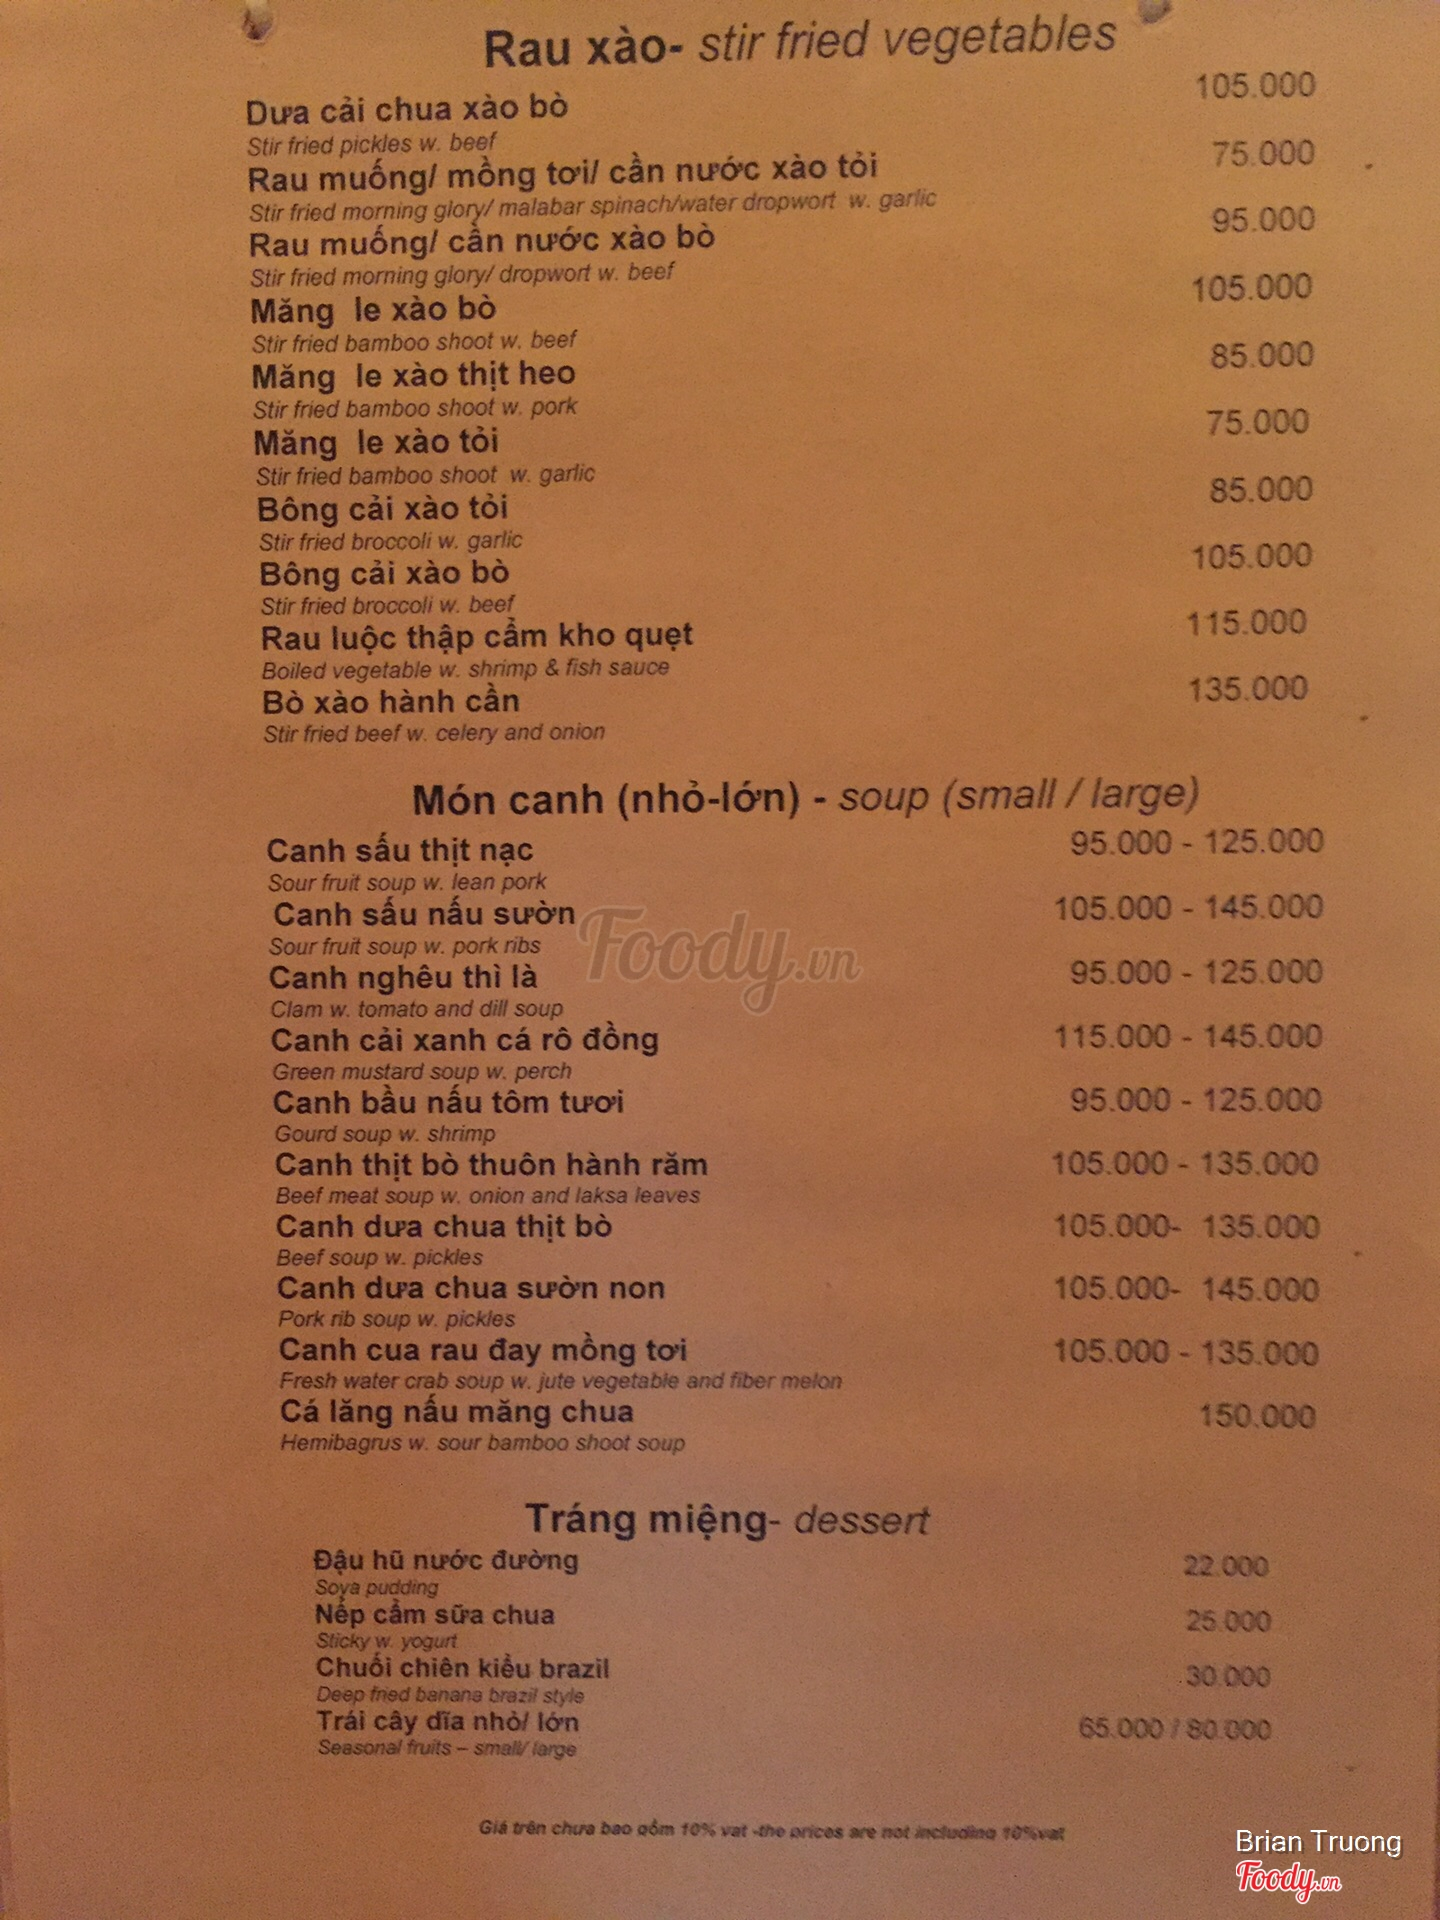 Rau xào- stir fried vegetables
Dưa cải chua xào bò 105.000
Stir fried pickles w. beef
Rau muống/ mồng tơi/ cần nước xào tỏi 75.000
Stir fried morning glory/ malabar spinach/water dropwort w. garlic
Rau muống/ cần nước xào bò 95.000
Stir fried morning glory/ dropwort w. beef
Măng le xào bò 105.000
Stir fried bamboo shoot w. beef
Măng le xào thịt heo 85.000
Stir fried bamboo shoot w. pork
Măng le xào tỏi 75.000
Stir fried bamboo shoot w. garlic
Bông cải xào tỏi 85.000
Stir fried broccoli w. garlic
Bông cải xào bò 105.000
Stir fried broccoli w. beef
Rau luộc thập cẩm kho quẹt 115.000
Boiled vegetable w. shrimp & fish sauce
Bò xào hành cần 135.000
Stir fried beef w. celery and onion
Món canh (nhỏ-lớn) - soup (small / large)
Canh sấu thịt nạc 95.000 - 125.000
Sour fruit soup w. lean pork
Canh sấu nấu sườn 105.000 - 145.000
Sour fruit soup w. pork ribs
Foody.vn
Canh nghêu thì là 95.000 - 125.000
Clam w. tomato and dill soup
Canh cải xanh cá rô đồng 115.000 - 145.000
Green mustard soup w. perch
Canh bầu nấu tôm tươi 95.000 - 125.000
Gourd soup w. shrimp
Canh thịt bò thuôn hành răm 105.000 - 135.000
Beef meat soup w. onion and laksa leaves
Canh dưa chua thịt bò 105.000- 135.000
Beef soup w. pickles
Canh dưa chua sườn non 105.000- 145.000
Pork rib soup w. pickles
Canh cua rau đay mồng tơi 105.000 - 135.000
Fresh water crab soup w. jute vegetable and fiber melon
Cá lăng nấu măng chua 150.000
Hemibagrus w. sour bamboo shoot soup
Tráng miệng- dessert
Đậu hũ nước đường 22.000
Soya pudding
Nếp cẩm sữa chua 25.000
Sticky w. yogurt
Chuối chiên kiểu brazil 30.000
Deep fried banana brazil style
Trái cây dĩa nhỏ/ lớn 65.000 / 80.000
Seasonal fruits – small/ large
Giá trên chưa bao gồm 10% vat -the prices are not including 10%vat
Brian Truong
Foody.vn